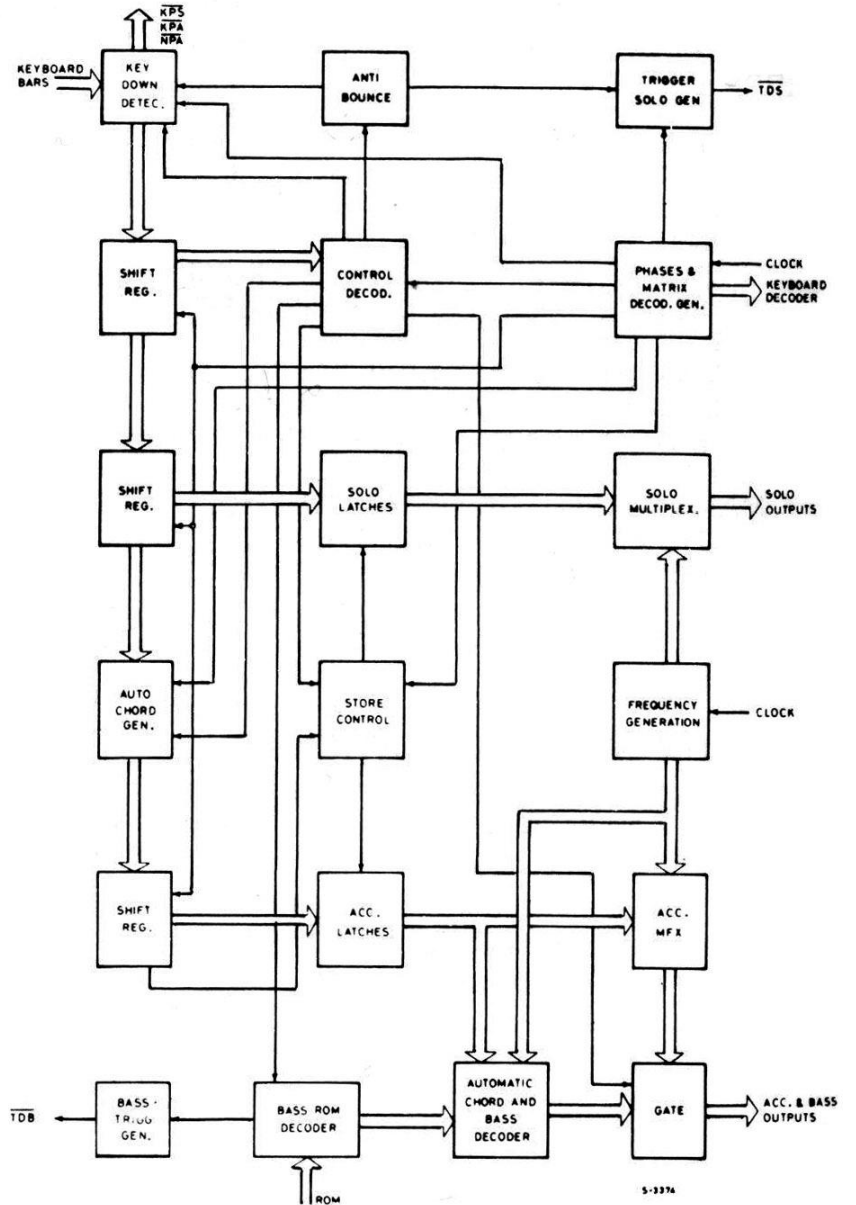 KPS
KPA
NPA
KEYBOARD
BARS
KEY
DOWN
DETEC.
ANTI
BOUNCE
TRIGGER
SOLO GEN
TDS
SHIFT
REG.
CONTROL
DECOD.
PHASES &
MATRIX
DECOD. GEN.
CLOCK
KEYBOARD
DECODER
SHIFT
REG.
SOLO
LATCHES
SOLO
MULTIPLEX.
SOLO
OUTPUTS
AUTO
CHORD
GEN.
STORE
CONTROL
FREQUENCY
GENERATION
CLOCK
SHIFT
REG.
ACC.
LATCHES
ACC.
MFX
TDB
BASS-
TRIGG
GEN.
BASS ROM
DECODER
AUTOMATIC
CHORD AND
BASS
DECODER
GATE
ACC. & BASS
OUTPUTS
ROM
S-3374